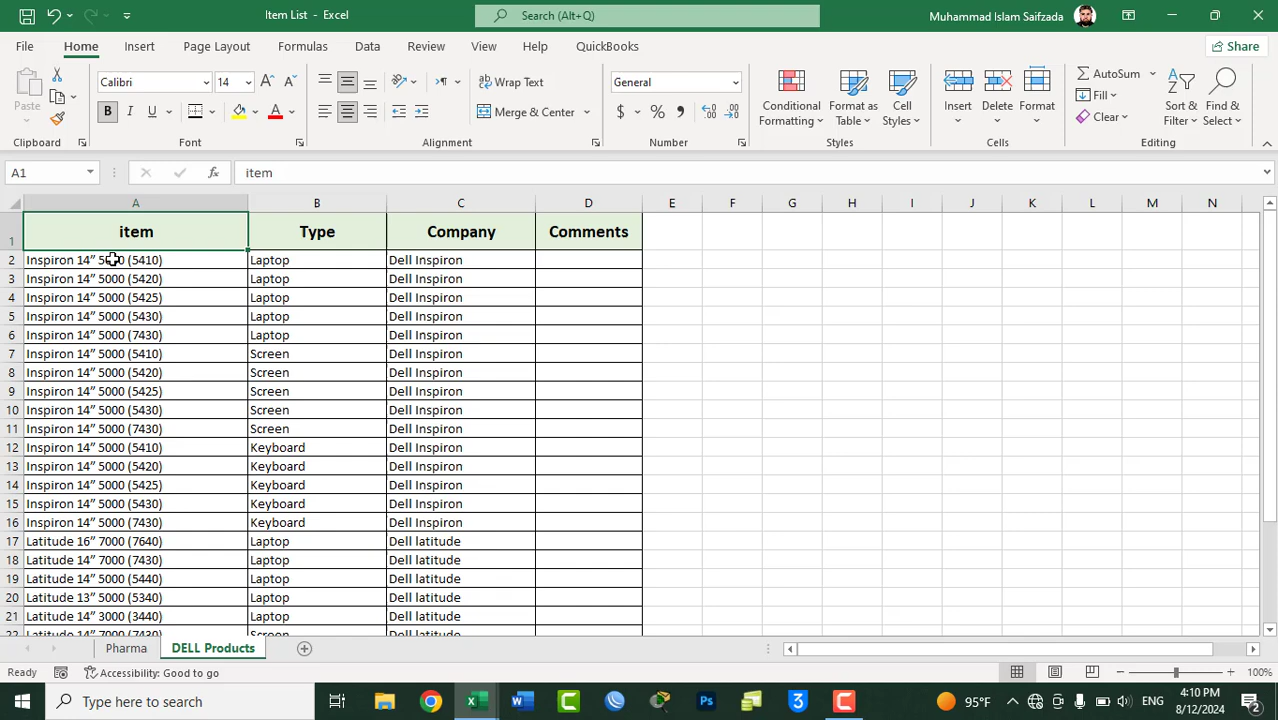 Item List - Excel
Search (Alt+Q)
Muhammad Islam Saifzada
File Home Insert Page Layout Formulas Data Review View Help QuickBooks Share
Paste
Calibri 14
B I U A
Wrap Text
Merge & Center
General
$ %
Conditional Formatting
Format as Table
Cell Styles
Insert Delete Format
AutoSum
Fill
Clear
Sort & Filter
Find & Select
Clipboard Font Alignment Number Styles Cells Editing
A1 fx item
A B C D E F G H I J K L M N
1 item Type Company Comments
2 Inspiron 14” 5000 (5410) Laptop Dell Inspiron
3 Inspiron 14” 5000 (5420) Laptop Dell Inspiron
4 Inspiron 14” 5000 (5425) Laptop Dell Inspiron
5 Inspiron 14” 5000 (5430) Laptop Dell Inspiron
6 Inspiron 14” 5000 (7430) Laptop Dell Inspiron
7 Inspiron 14” 5000 (5410) Screen Dell Inspiron
8 Inspiron 14” 5000 (5420) Screen Dell Inspiron
9 Inspiron 14” 5000 (5425) Screen Dell Inspiron
10 Inspiron 14” 5000 (5430) Screen Dell Inspiron
11 Inspiron 14” 5000 (7430) Screen Dell Inspiron
12 Inspiron 14” 5000 (5410) Keyboard Dell Inspiron
13 Inspiron 14” 5000 (5420) Keyboard Dell Inspiron
14 Inspiron 14” 5000 (5425) Keyboard Dell Inspiron
15 Inspiron 14” 5000 (5430) Keyboard Dell Inspiron
16 Inspiron 14” 5000 (7430) Keyboard Dell Inspiron
17 Latitude 16” 7000 (7640) Laptop Dell latitude
18 Latitude 14” 7000 (7430) Laptop Dell latitude
19 Latitude 14” 5000 (5440) Laptop Dell latitude
20 Latitude 13” 5000 (5340) Laptop Dell latitude
21 Latitude 14” 3000 (3440) Laptop Dell latitude
22 Latitude 14” 7000 (7430) Screen Dell latitude
Pharma DELL Products
Ready Accessibility: Good to go 100%
Type here to search
95°F ENG 4:10 PM
8/12/2024 2